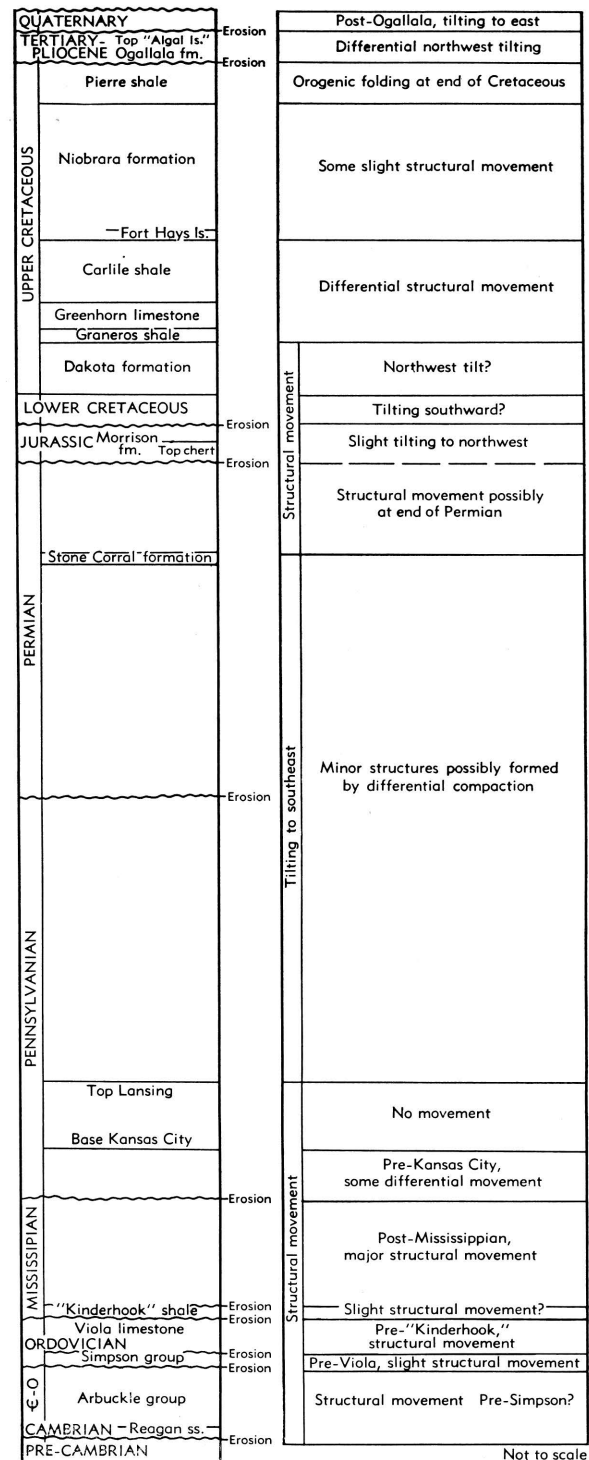 QUATERNARY
Post-Ogallala, tilting to east
Erosion
TERTIARY- Top "Algal ls."
PLIOCENE Ogallala fm.
Differential northwest tilting
Erosion
Pierre shale
Orogenic folding at end of Cretaceous
UPPER CRETACEOUS
Niobrara formation
Some slight structural movement
Fort Hays ls.
Carlile shale
Differential structural movement
Greenhorn limestone
Graneros shale
Dakota formation
Structural movement
Northwest tilt?
LOWER CRETACEOUS
Tilting southward?
Erosion
JURASSIC Morrison
fm. Top chert
Slight tilting to northwest
Erosion
Structural movement possibly
at end of Permian
Stone Corral formation
PERMIAN
Tilting to southeast
Minor structures possibly formed
by differential compaction
Erosion
PENNSYLVANIAN
Top Lansing
No movement
Base Kansas City
Pre-Kansas City,
some differential movement
Erosion
MISSISSIPIAN
Structural movement
Post-Mississippian,
major structural movement
"Kinderhook" shale
Erosion
Slight structural movement?
Erosion
Viola limestone
Pre-"Kinderhook,"
structural movement
ORDOVICIAN
Simpson group
Erosion
Pre-Viola, slight structural movement
Erosion
Є-O
Arbuckle group
Structural movement Pre-Simpson?
CAMBRIAN Reagan ss.
Erosion
PRE-CAMBRIAN
Not to scale